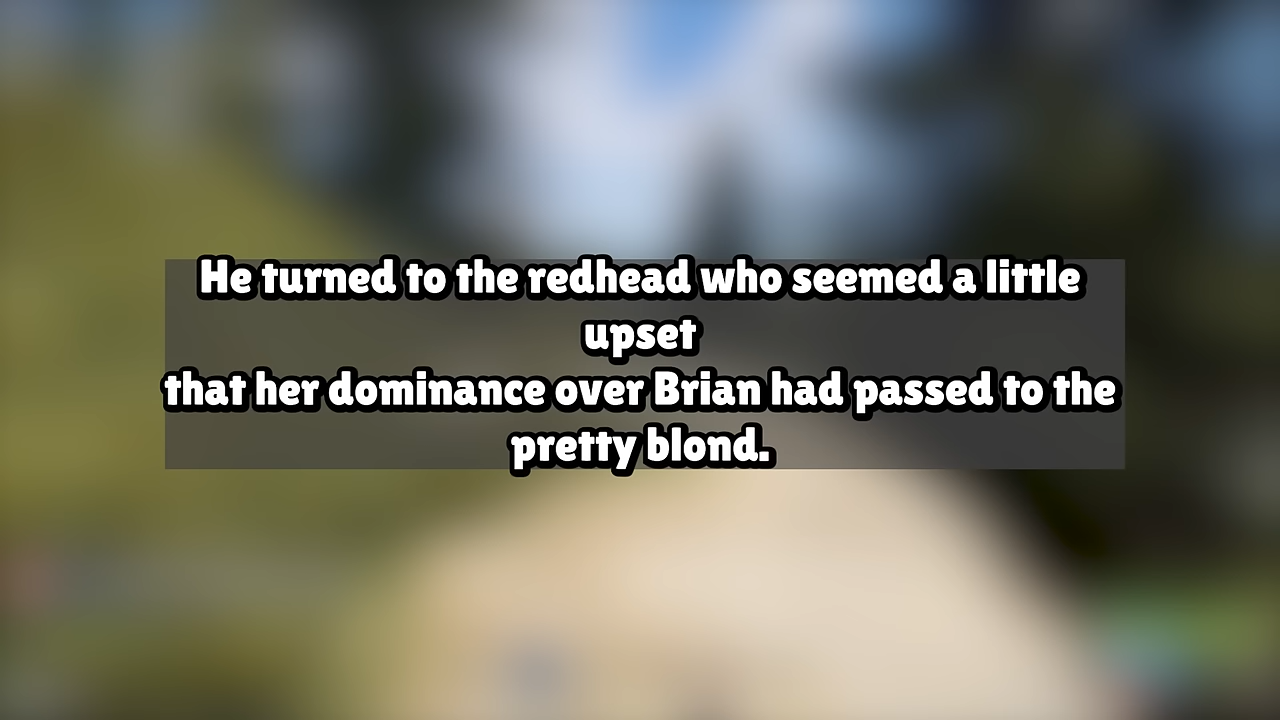 He turned to the redhead who seemed a little
upset
that her dominance over Brian had passed to the
pretty blond.